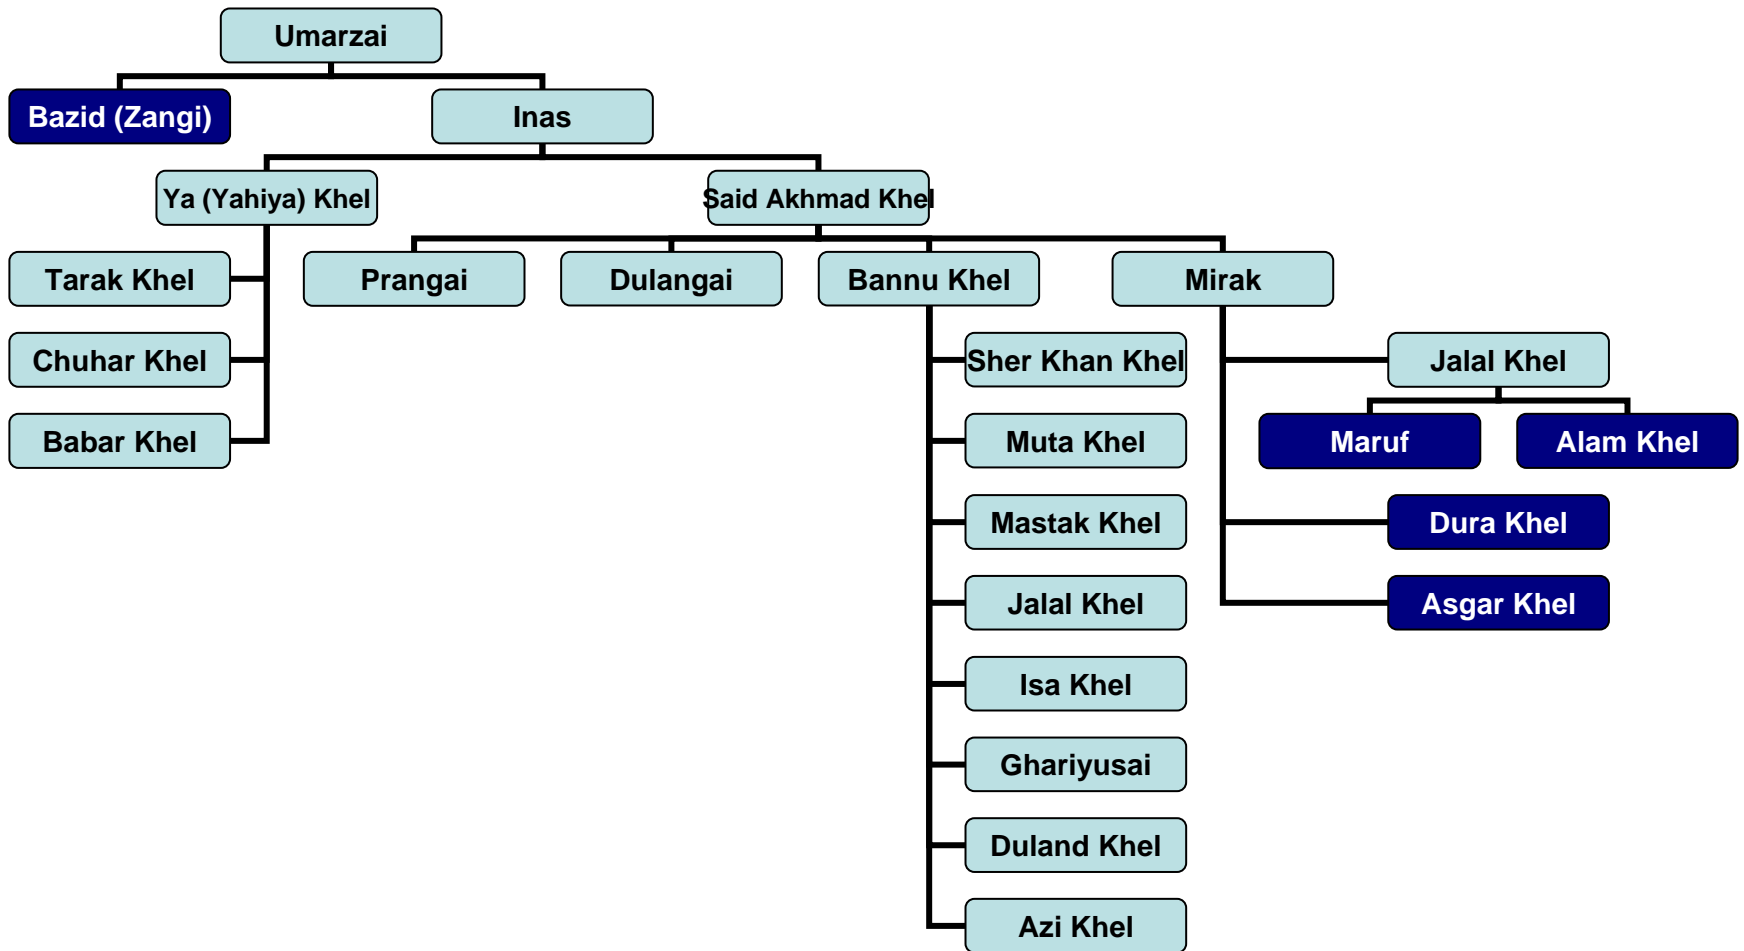 Umarzai
Bazid (Zangi)
Inas
Ya (Yahiya) Khel
Said Akhmad Khel
Tarak Khel
Prangai
Dulangai
Bannu Khel
Mirak
Chuhar Khel
Sher Khan Khel
Jalal Khel
Babar Khel
Muta Khel
Maruf
Alam Khel
Mastak Khel
Dura Khel
Jalal Khel
Asgar Khel
Isa Khel
Ghariyusai
Duland Khel
Azi Khel